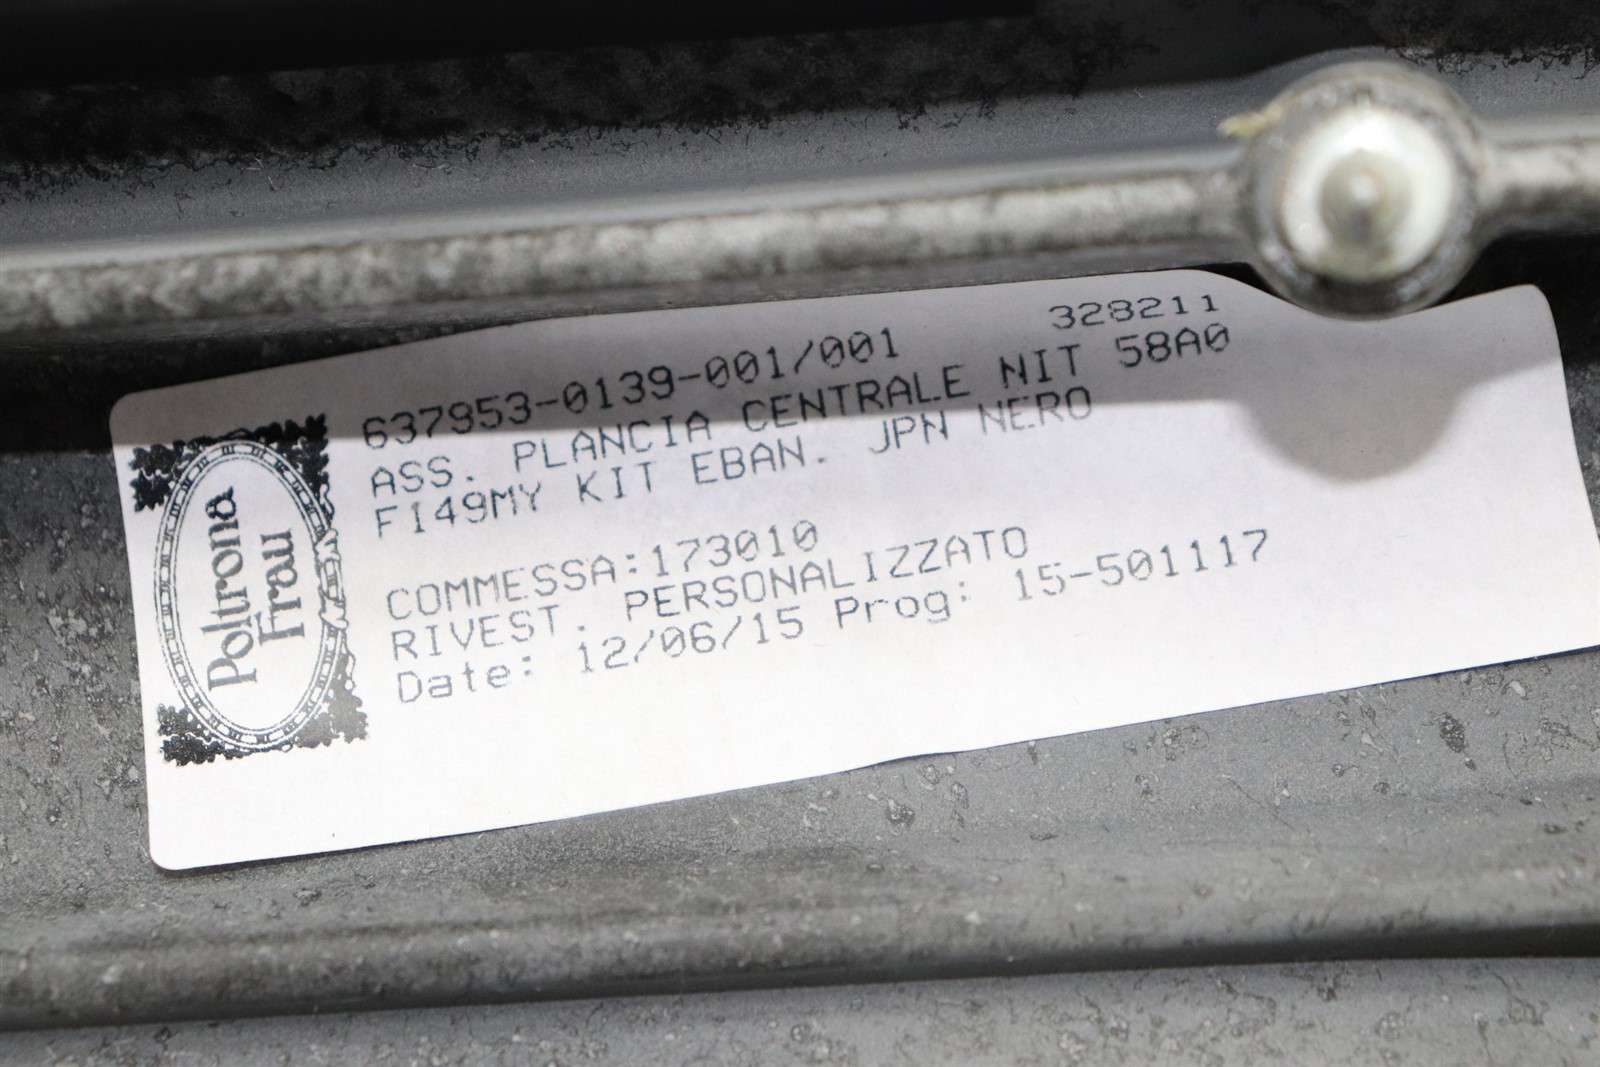 Poltrona
Frau
328211
637953-0139-001/001
ASS. PLANCIA CENTRALE NIT 58A0
F149MY KIT EBAN. JPN NERO
COMMESSA:173010
RIVEST. PERSONALIZZATO
Date: 12/06/15 Prog: 15-501117